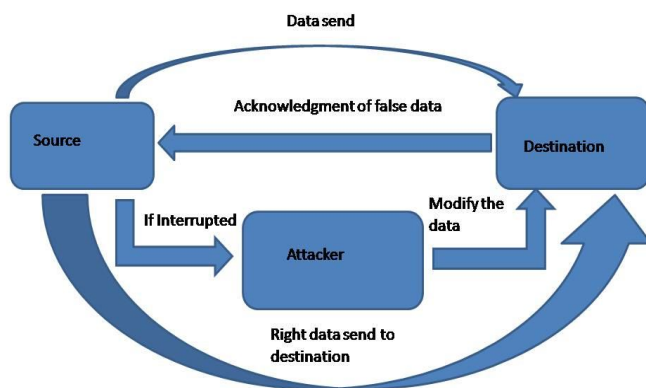 Data send
Acknowledgment of false data
Source
Destination
If Interrupted
Modify the
data
Attacker
Right data send to
destination